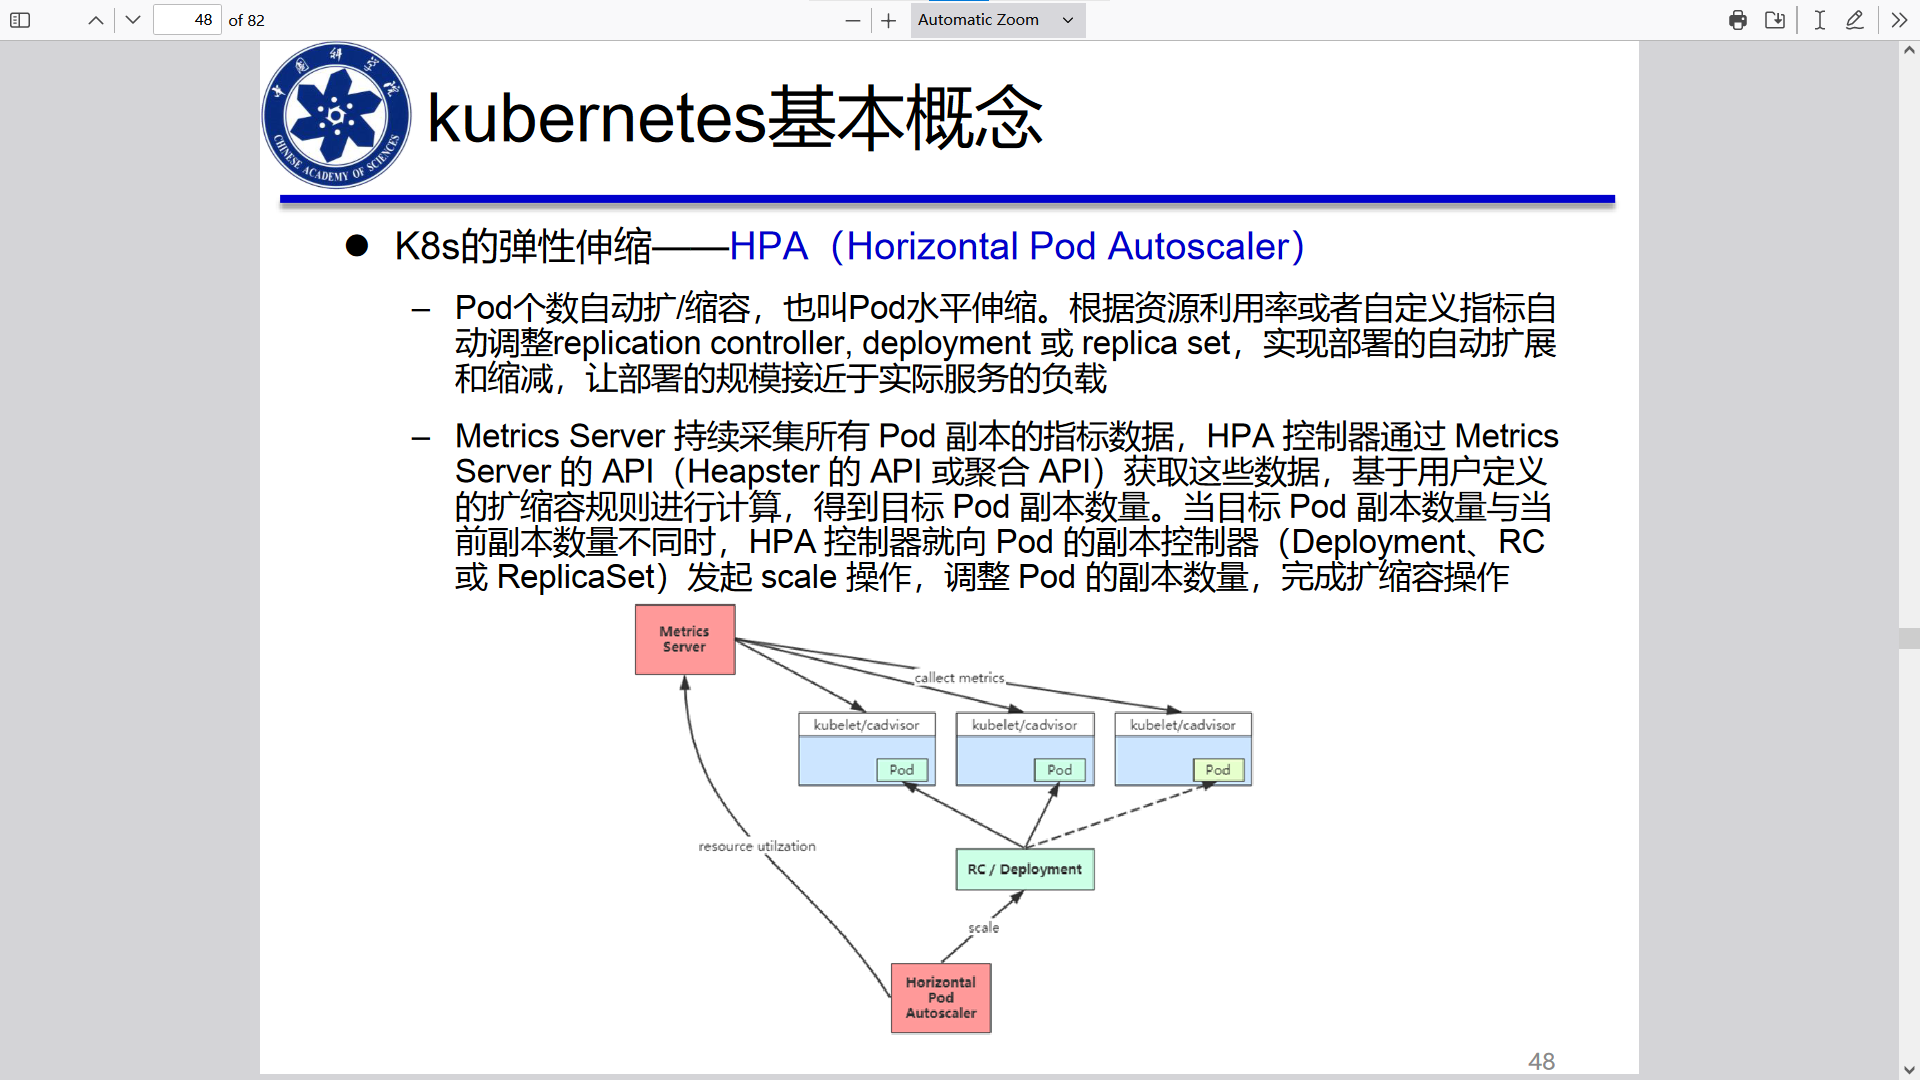 48 of 82
Automatic Zoom
中国科学院
CHINESE ACADEMY OF SCIENCES
kubernetes基本概念
● K8s的弹性伸缩——HPA（Horizontal Pod Autoscaler）
– Pod个数自动扩/缩容，也叫Pod水平伸缩。根据资源利用率或者自定义指标自
动调整replication controller, deployment 或 replica set，实现部署的自动扩展
和缩减，让部署的规模接近于实际服务的负载
– Metrics Server 持续采集所有 Pod 副本的指标数据，HPA 控制器通过 Metrics
Server 的 API（Heapster 的 API 或聚合 API）获取这些数据，基于用户定义
的扩缩容规则进行计算，得到目标 Pod 副本数量。当目标 Pod 副本数量与当
前副本数量不同时，HPA 控制器就向 Pod 的副本控制器（Deployment、RC
或 ReplicaSet）发起 scale 操作，调整 Pod 的副本数量，完成扩缩容操作
Metrics
Server
callect metrics
kubelet/cadvisor kubelet/cadvisor kubelet/cadvisor
Pod Pod Pod
resource utilzation
RC / Deployment
scale
Horizontal
Pod
Autoscaler
48